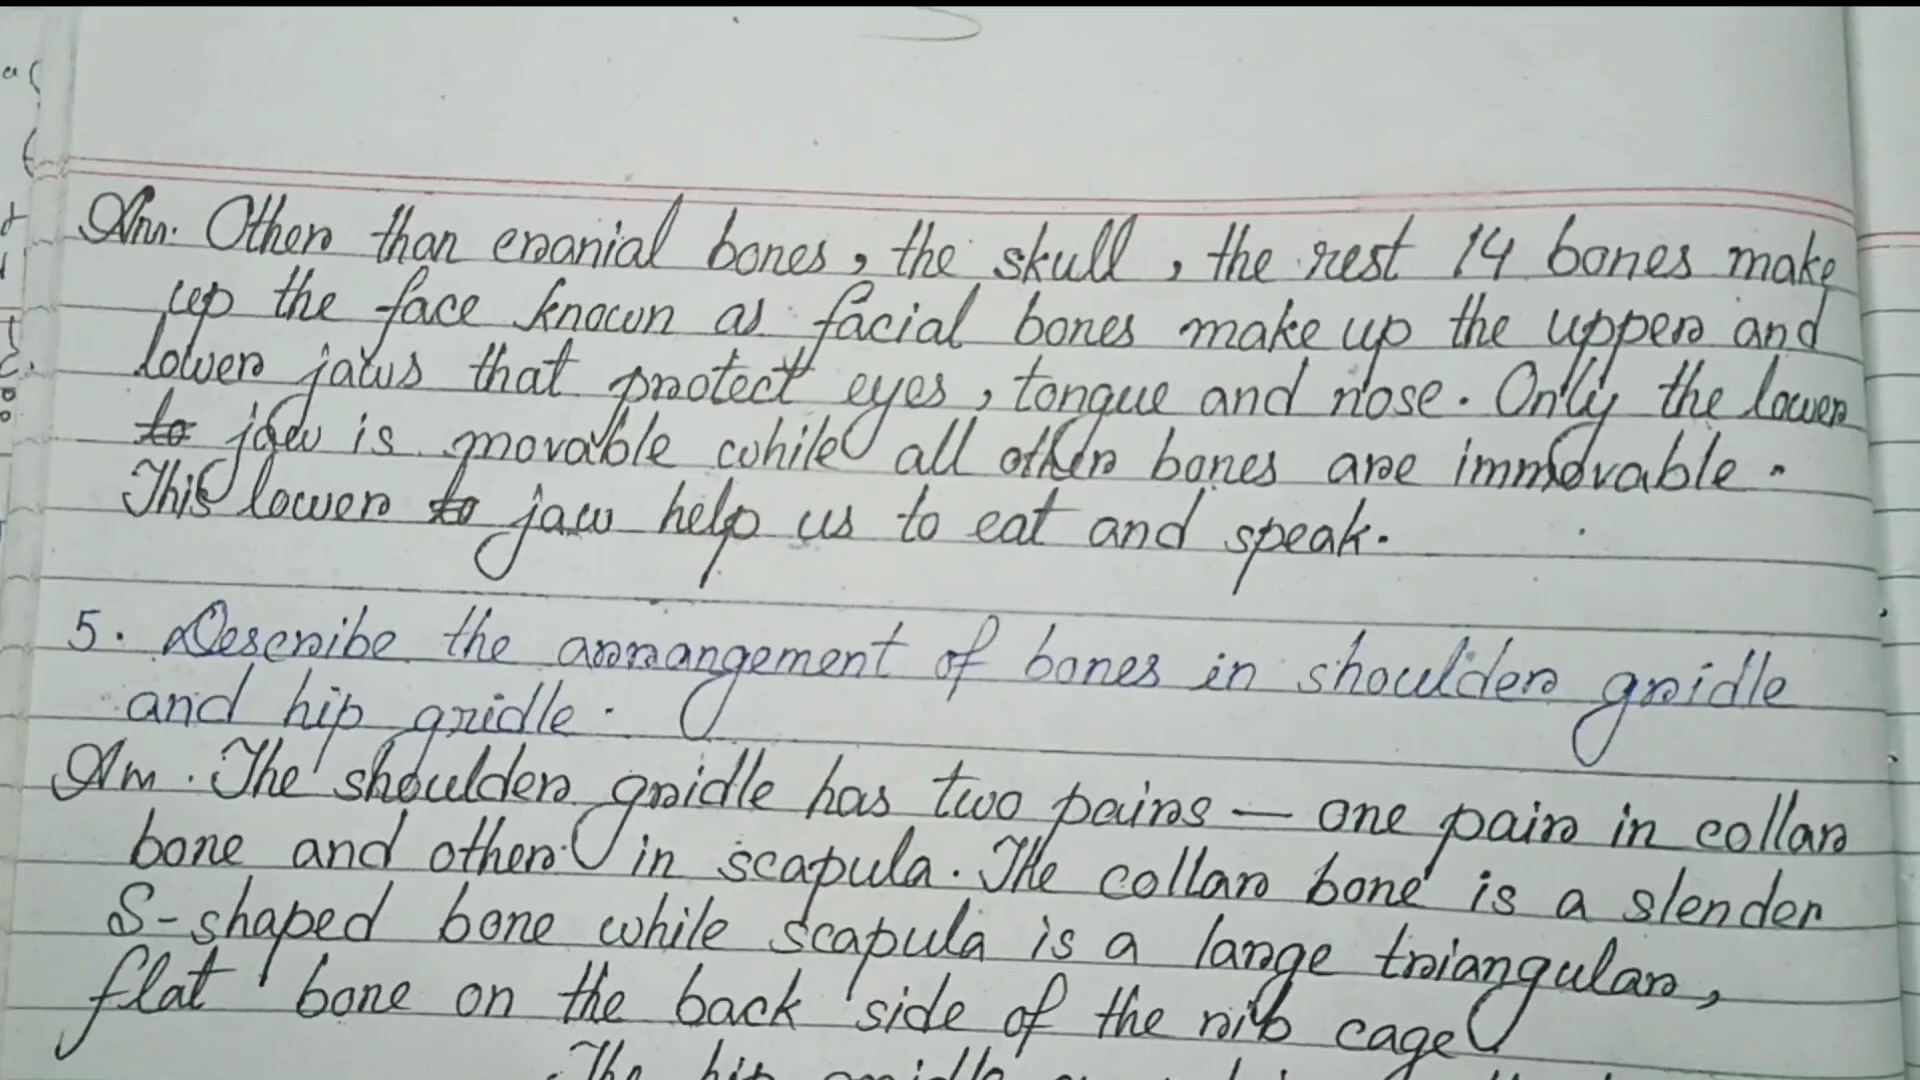 Ans. Other than cranial bones, the skull, the rest 14 bones make
up the face known as facial bones make up the upper and
lower jaws that protect eyes, tongue and nose. Only the lower
to jaw is movable while all other bones are immovable.
This lower to jaw help us to eat and speak.
5. Describe the arrangement of bones in shoulder gridle
and hip gridle.
Ans. The shoulder gridle has two pairs — one pair in collar
bone and other in scapula. The collar bone is a slender
S-shaped bone while scapula is a large triangular,
flat bone on the back side of the rib cage.
The hip gridle